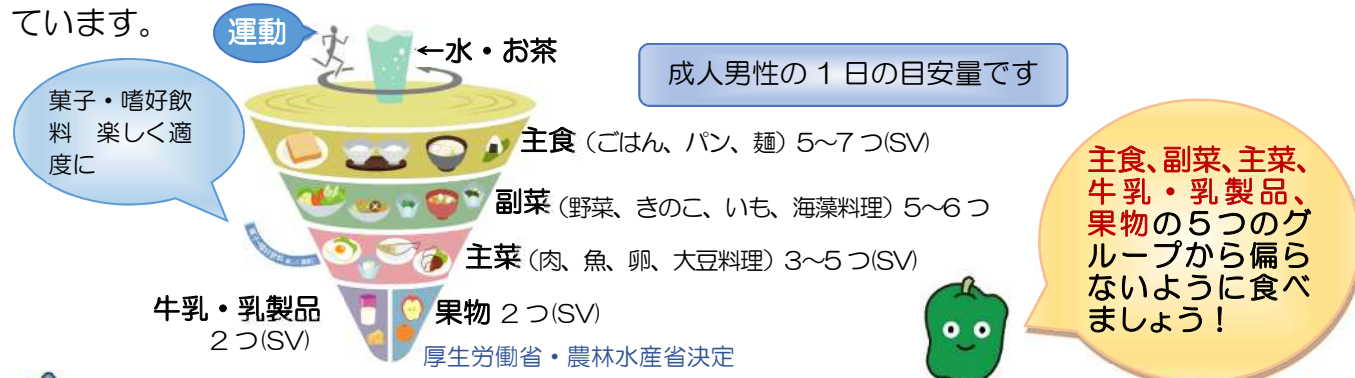 ています。
運動
←水・お茶
成人男性の1日の目安量です
菓子・嗜好飲
料　楽しく適
度に
主食（ごはん、パン、麺）5～7つ(SV)
副菜（野菜、きのこ、いも、海藻料理）5～6つ
主菜（肉、魚、卵、大豆料理）3～5つ(SV)
牛乳・乳製品
2つ(SV)
果物 2つ(SV)
厚生労働省・農林水産省決定
主食、副菜、主菜、
牛乳・乳製品、
果物の５つのグ
ループから偏ら
ないように食べ
ましょう！